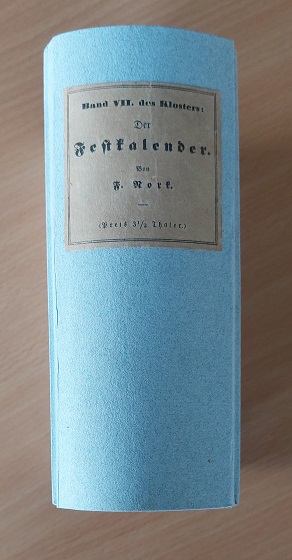 Band VII. des Klosters:
Der
Festkalender.
Von
F. Nork.
(Preis 3½ Thaler.)